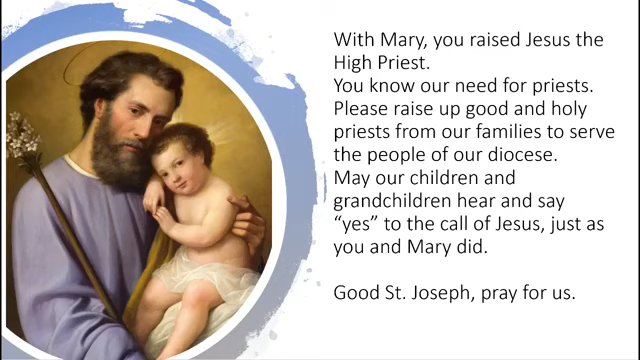 With Mary, you raised Jesus the
High Priest.
You know our need for priests.
Please raise up good and holy
priests from our families to serve
the people of our diocese.
May our children and
grandchildren hear and say
“yes” to the call of Jesus, just as
you and Mary did.
Good St. Joseph, pray for us.